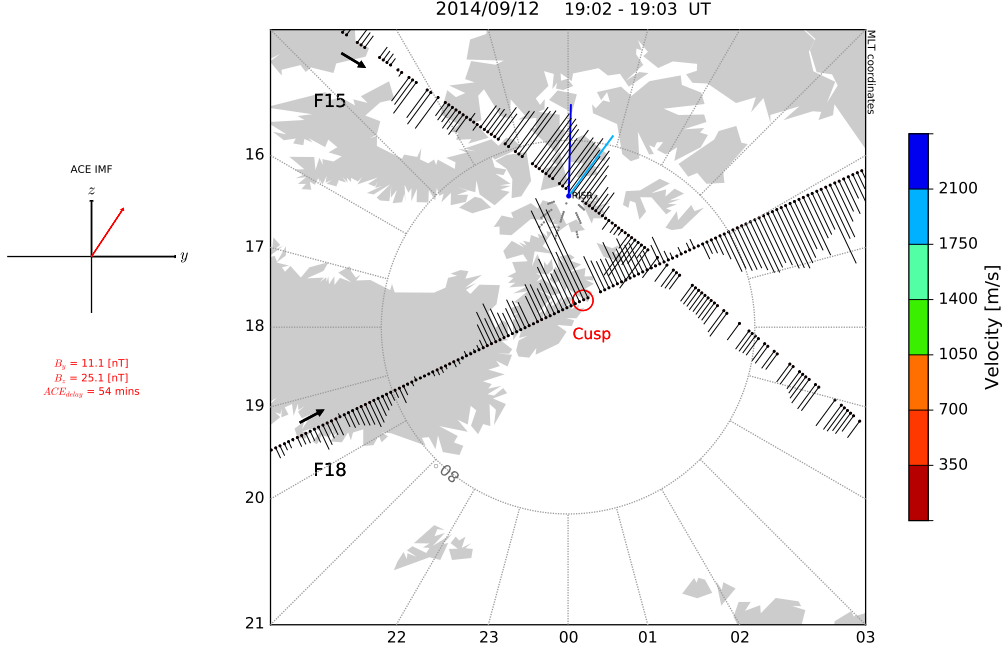 2014/09/12 19:02 - 19:03 UT
MLT coordinates
F15
ACE IMF
z
y
B_y = 11.1 [nT]
B_z = 25.1 [nT]
ACE_delay = 54 mins
RISR
Cusp
F18
80°
16
17
18
19
20
21
22
23
00
01
02
03
2100
1750
1400
1050
700
350
Velocity [m/s]